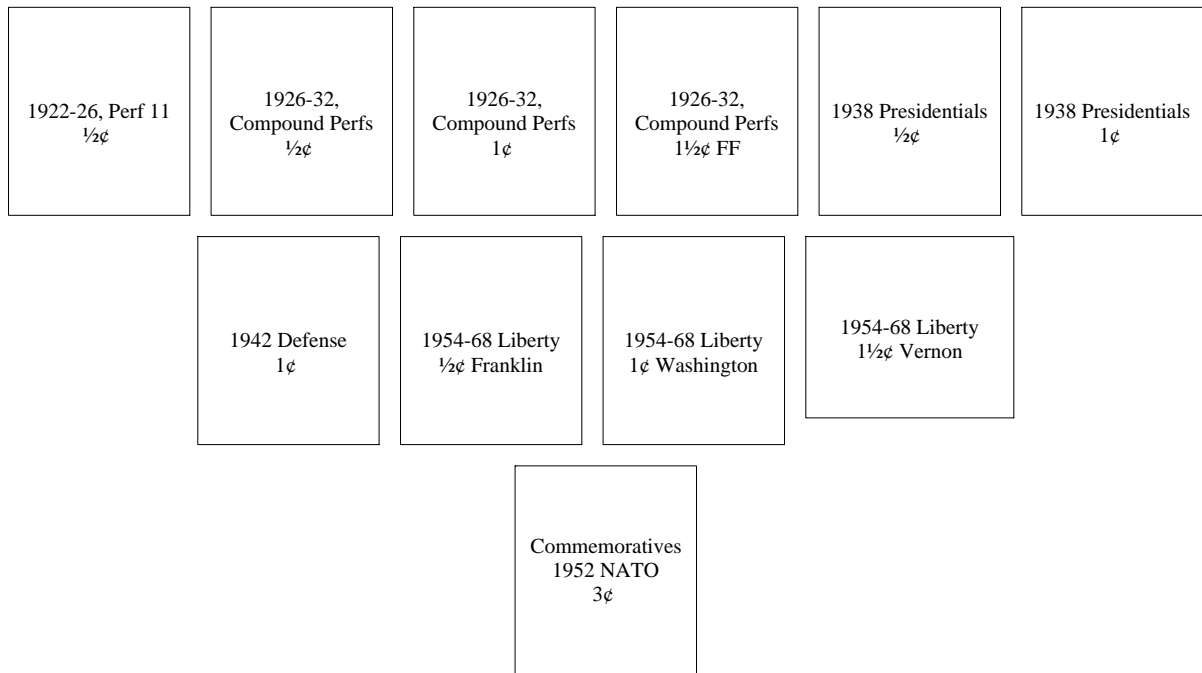 1922-26, Perf 11
½¢
1926-32,
Compound Perfs
½¢
1926-32,
Compound Perfs
1¢
1926-32,
Compound Perfs
1½¢ FF
1938 Presidentials
½¢
1938 Presidentials
1¢
1942 Defense
1¢
1954-68 Liberty
½¢ Franklin
1954-68 Liberty
1¢ Washington
1954-68 Liberty
1½¢ Vernon
Commemoratives
1952 NATO
3¢